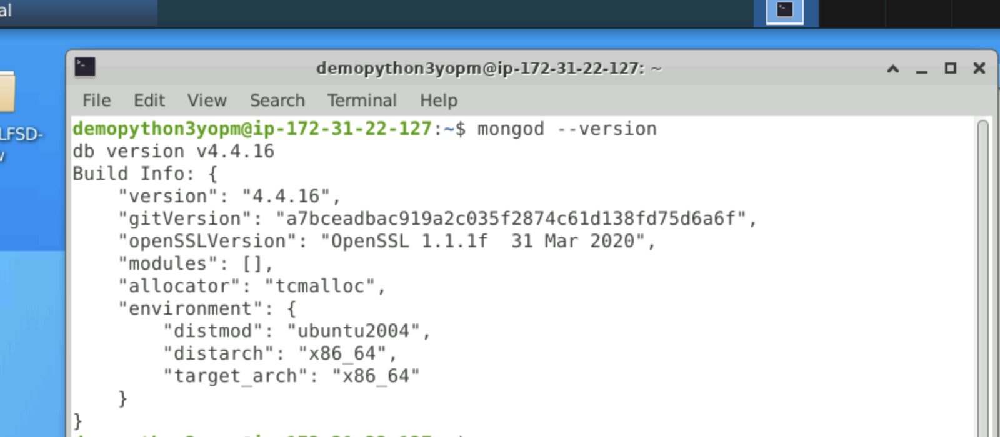 al
LFSD-
demopython3yopm@ip-172-31-22-127: ~
File Edit View Search Terminal Help
demopython3yopm@ip-172-31-22-127:~$ mongod --version
db version v4.4.16
Build Info: {
    "version": "4.4.16",
    "gitVersion": "a7bceadbac919a2c035f2874c61d138fd75d6a6f",
    "openSSLVersion": "OpenSSL 1.1.1f  31 Mar 2020",
    "modules": [],
    "allocator": "tcmalloc",
    "environment": {
        "distmod": "ubuntu2004",
        "distarch": "x86_64",
        "target_arch": "x86_64"
    }
}